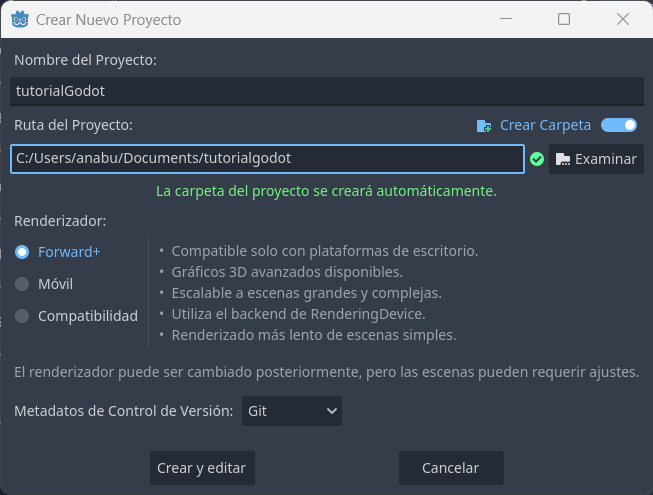 Crear Nuevo Proyecto
Nombre del Proyecto:
tutorialGodot
Ruta del Proyecto:
Crear Carpeta
C:/Users/anabu/Documents/tutorialgodot
Examinar
La carpeta del proyecto se creará automáticamente.
Renderizador:
Forward+
Móvil
Compatibilidad
• Compatible solo con plataformas de escritorio.
• Gráficos 3D avanzados disponibles.
• Escalable a escenas grandes y complejas.
• Utiliza el backend de RenderingDevice.
• Renderizado más lento de escenas simples.
El renderizador puede ser cambiado posteriormente, pero las escenas pueden requerir ajustes.
Metadatos de Control de Versión: Git
Crear y editar
Cancelar